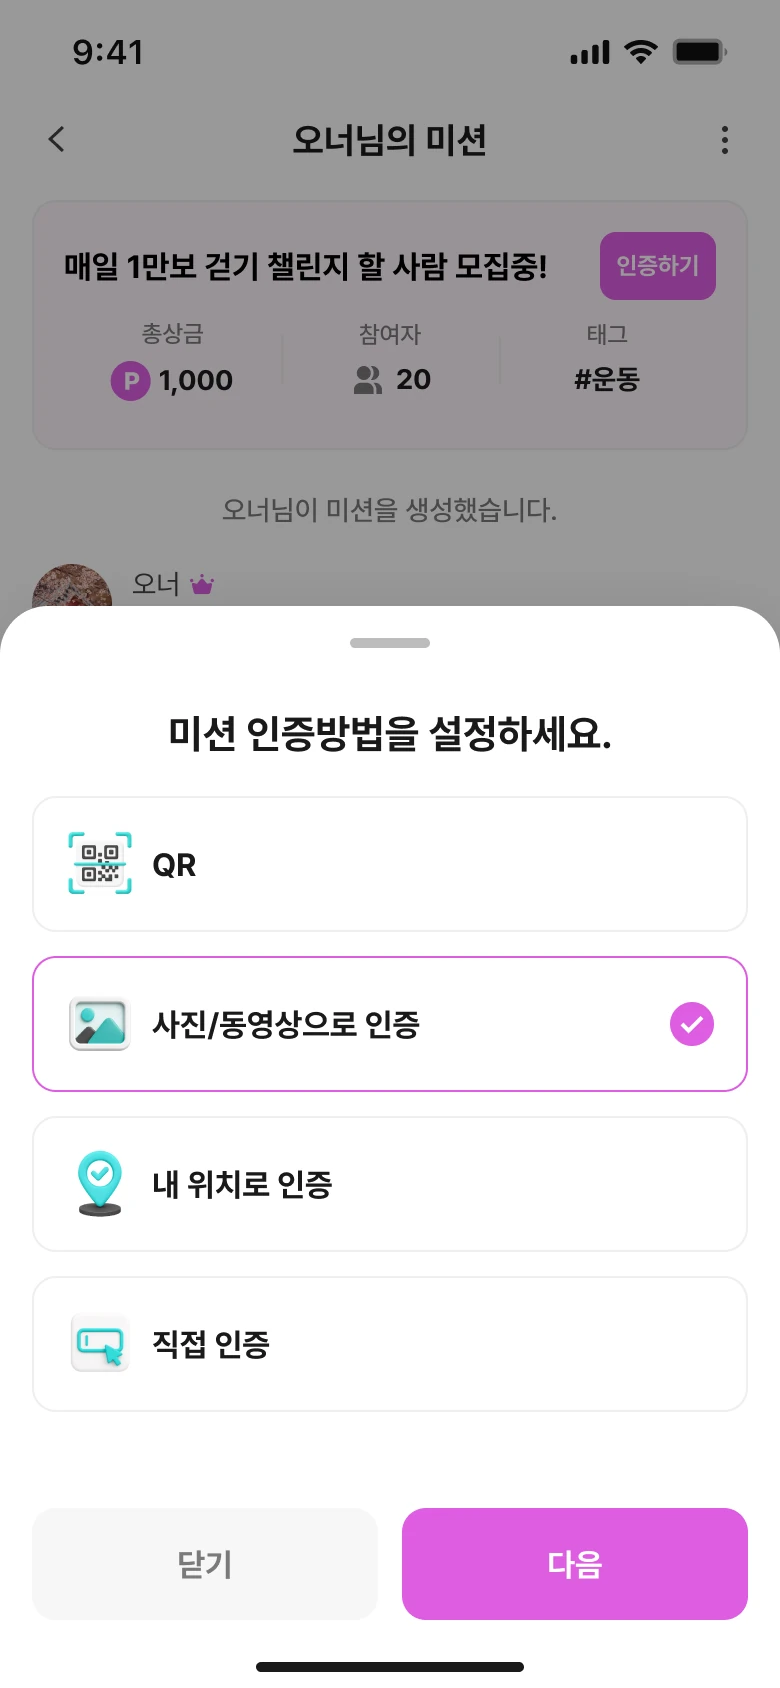 9:41
오너님의 미션
매일 1만보 걷기 챌린지 할 사람 모집중!
인증하기
총상금
참여자
태그
P 1,000
20
#운동
오너님이 미션을 생성했습니다.
오너
미션 인증방법을 설정하세요.
QR
사진/동영상으로 인증
내 위치로 인증
직접 인증
닫기
다음